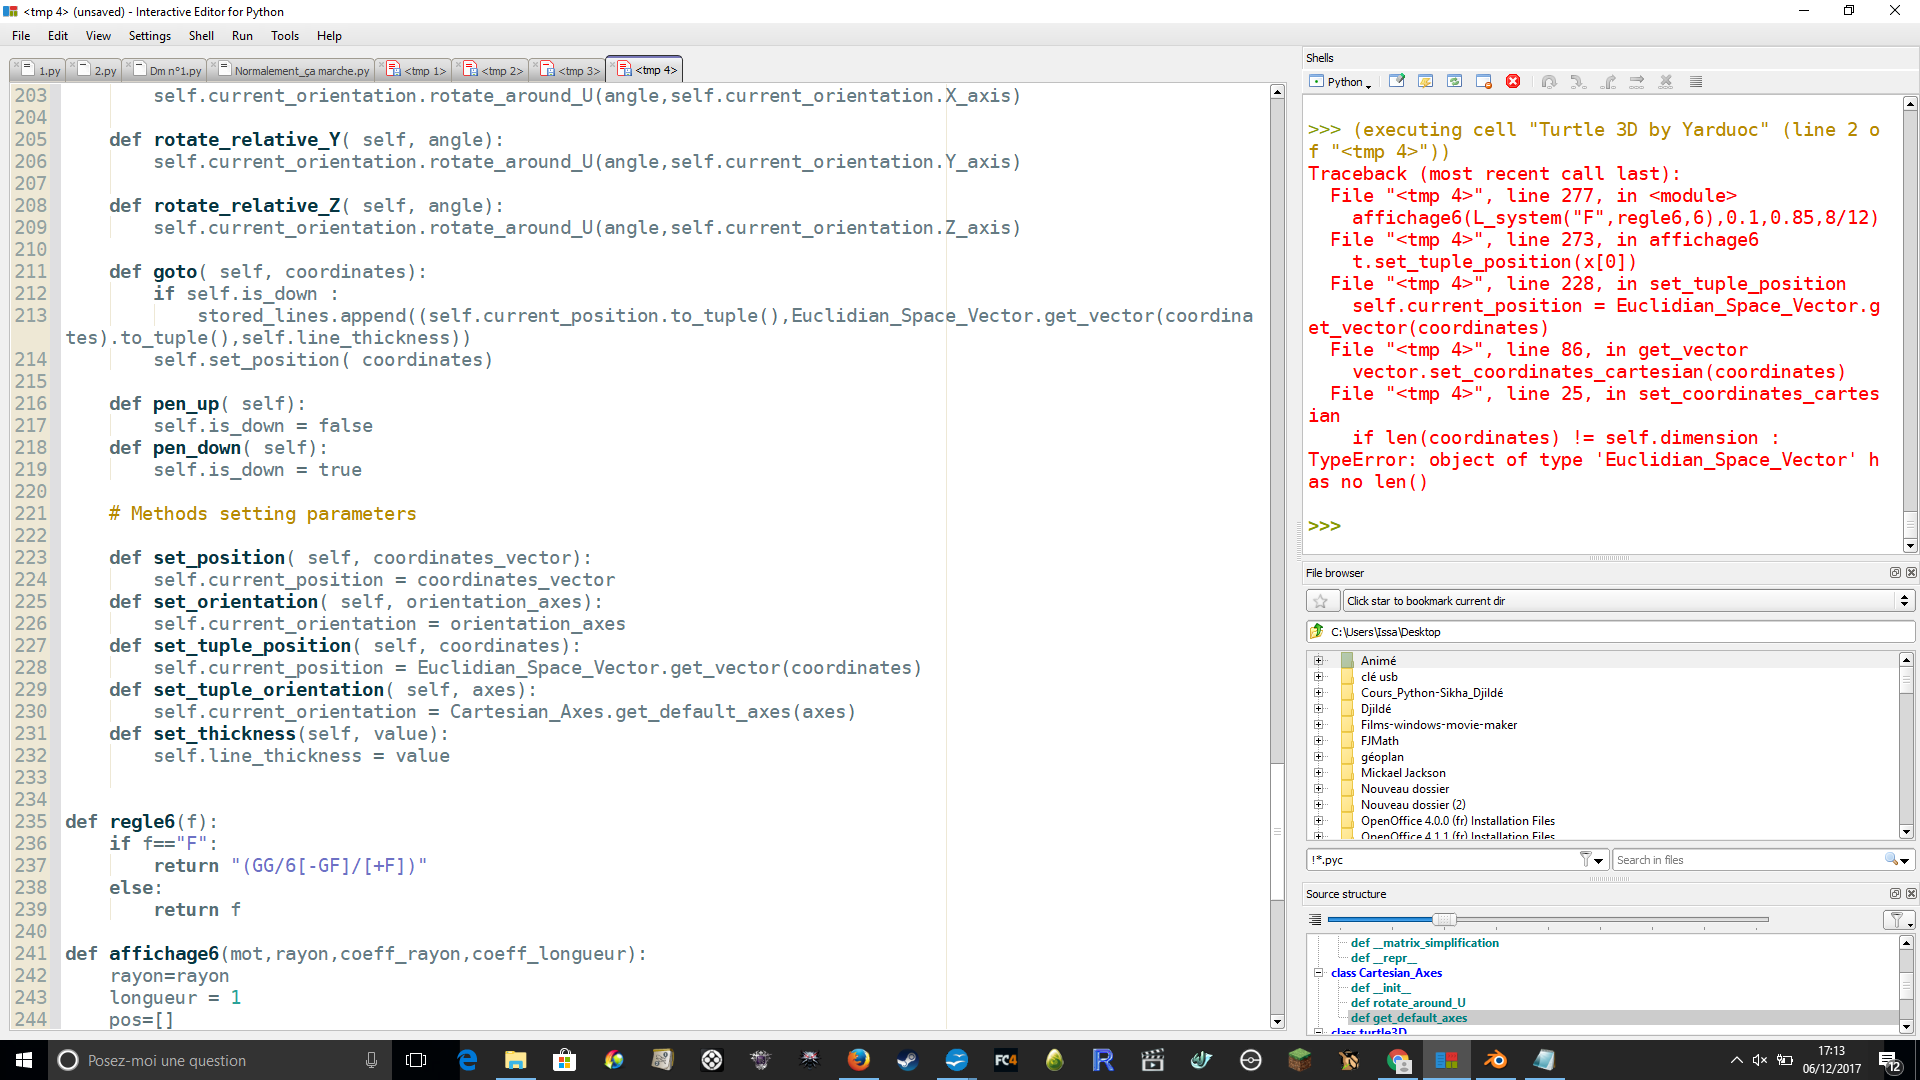 <tmp 4> (unsaved) - Interactive Editor for Python
File Edit View Settings Shell Run Tools Help
1.py 2.py Dm n°1.py Normalement_ça marche.py <tmp 1> <tmp 2> <tmp 3> <tmp 4>
203 self.current_orientation.rotate_around_U(angle,self.current_orientation.X_axis)
204
205 def rotate_relative_Y( self, angle):
206 self.current_orientation.rotate_around_U(angle,self.current_orientation.Y_axis)
207
208 def rotate_relative_Z( self, angle):
209 self.current_orientation.rotate_around_U(angle,self.current_orientation.Z_axis)
210
211 def goto( self, coordinates):
212 if self.is_down :
213 stored_lines.append((self.current_position.to_tuple(),Euclidian_Space_Vector.get_vector(coordina
tes).to_tuple(),self.line_thickness))
214 self.set_position( coordinates)
215
216 def pen_up( self):
217 self.is_down = false
218 def pen_down( self):
219 self.is_down = true
220
221 # Methods setting parameters
222
223 def set_position( self, coordinates_vector):
224 self.current_position = coordinates_vector
225 def set_orientation( self, orientation_axes):
226 self.current_orientation = orientation_axes
227 def set_tuple_position( self, coordinates):
228 self.current_position = Euclidian_Space_Vector.get_vector(coordinates)
229 def set_tuple_orientation( self, axes):
230 self.current_orientation = Cartesian_Axes.get_default_axes(axes)
231 def set_thickness(self, value):
232 self.line_thickness = value
233
234
235 def regle6(f):
236 if f=="F":
237 return "(GG/6[-GF]/[+F])"
238 else:
239 return f
240
241 def affichage6(mot,rayon,coeff_rayon,coeff_longueur):
242 rayon=rayon
243 longueur = 1
244 pos=[]
Shells
Python
>>> (executing cell "Turtle 3D by Yarduoc" (line 2 o
f "<tmp 4>"))
Traceback (most recent call last):
File "<tmp 4>", line 277, in <module>
affichage6(L_system("F",regle6,6),0.1,0.85,8/12)
File "<tmp 4>", line 273, in affichage6
t.set_tuple_position(x[0])
File "<tmp 4>", line 228, in set_tuple_position
self.current_position = Euclidian_Space_Vector.g
et_vector(coordinates)
File "<tmp 4>", line 86, in get_vector
vector.set_coordinates_cartesian(coordinates)
File "<tmp 4>", line 25, in set_coordinates_cartes
ian
if len(coordinates) != self.dimension :
TypeError: object of type 'Euclidian_Space_Vector' h
as no len()
>>>
File browser
Click star to bookmark current dir
C:\Users\Issa\Desktop
Animé
clé usb
Cours_Python-Sikha_Djildé
Djildé
Films-windows-movie-maker
FJMath
géoplan
Mickael Jackson
Nouveau dossier
Nouveau dossier (2)
OpenOffice 4.0.0 (fr) Installation Files
OpenOffice 4.1.1 (fr) Installation Files
!*.pyc Search in files
Source structure
def __matrix_simplification
def __repr__
class Cartesian_Axes
def __init__
def rotate_around_U
def get_default_axes
class turtle3D
Posez-moi une question
FC4
17:13
06/12/2017
12